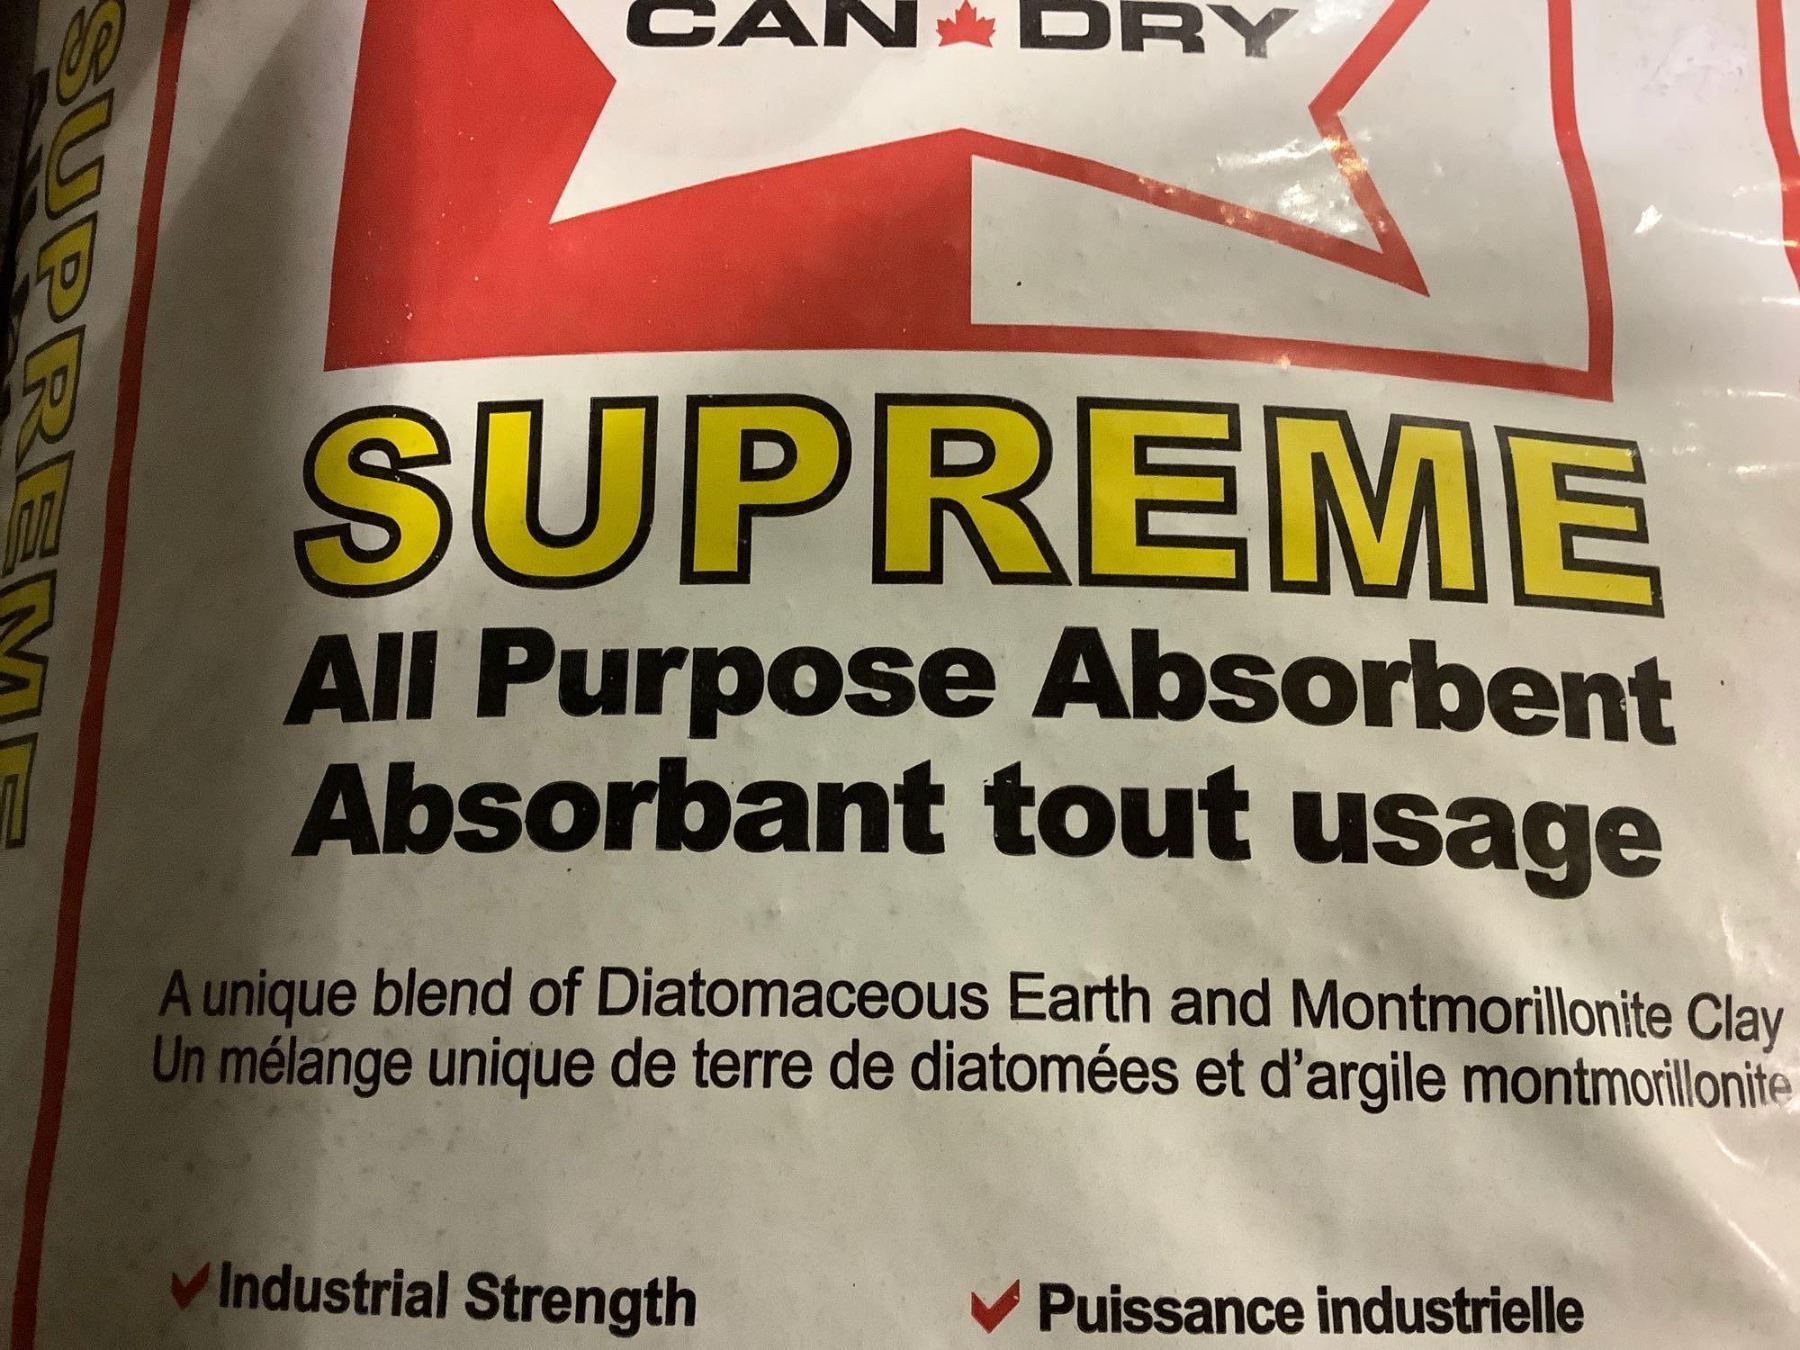 CAN DRY
SUPREME
SUPREME
All Purpose Absorbent
Absorbant tout usage
A unique blend of Diatomaceous Earth and Montmorillonite Clay
Un mélange unique de terre de diatomées et d'argile montmorillonite
Industrial Strength
Puissance industrielle